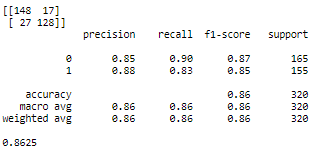 [[148 17]
[ 27 128]]
precision recall f1-score support
0 0.85 0.90 0.87 165
1 0.88 0.83 0.85 155
accuracy 0.86 320
macro avg 0.86 0.86 0.86 320
weighted avg 0.86 0.86 0.86 320
0.8625